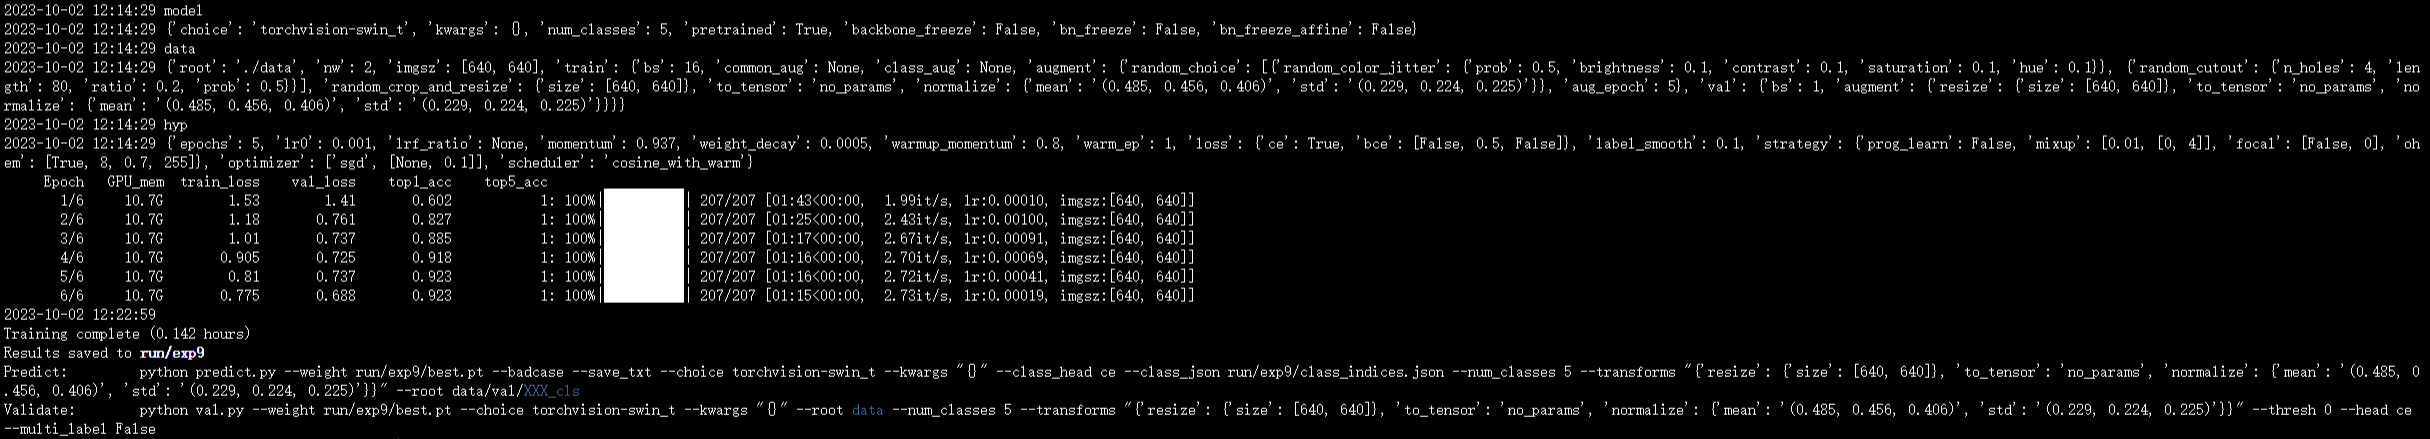 2023-10-02 12:14:29 model
2023-10-02 12:14:29 {'choice': 'torchvision-swin_t', 'kwargs': {}, 'num_classes': 5, 'pretrained': True, 'backbone_freeze': False, 'bn_freeze': False, 'bn_freeze_affine': False}
2023-10-02 12:14:29 data
2023-10-02 12:14:29 {'root': './data', 'nw': 2, 'imgsz': [640, 640], 'train': {'bs': 16, 'common_aug': None, 'class_aug': None, 'augment': {'random_choice': [{'random_color_jitter': {'prob': 0.5, 'brightness': 0.1, 'contrast': 0.1, 'saturation': 0.1, 'hue': 0.1}}, {'random_cutout': {'n_holes': 4, 'len
gth': 80, 'ratio': 0.2, 'prob': 0.5}}], 'random_crop_and_resize': {'size': [640, 640]}, 'to_tensor': 'no_params', 'normalize': {'mean': '(0.485, 0.456, 0.406)', 'std': '(0.229, 0.224, 0.225)'}}, 'aug_epoch': 5}, 'val': {'bs': 1, 'augment': {'resize': {'size': [640, 640]}, 'to_tensor': 'no_params', 'no
rmalize': {'mean': '(0.485, 0.456, 0.406)', 'std': '(0.229, 0.224, 0.225)'}}}}
2023-10-02 12:14:29 hyp
2023-10-02 12:14:29 {'epochs': 5, 'lr0': 0.001, 'lrf_ratio': None, 'momentum': 0.937, 'weight_decay': 0.0005, 'warmup_momentum': 0.8, 'warm_ep': 1, 'loss': {'ce': True, 'bce': [False, 0.5, False]}, 'label_smooth': 0.1, 'strategy': {'prog_learn': False, 'mixup': [0.01, [0, 4]], 'focal': [False, 0], 'oh
em': [True, 8, 0.7, 255]}, 'optimizer': ['sgd', [None, 0.1]], 'scheduler': 'cosine_with_warm'}
Epoch GPU_mem train_loss val_loss top1_acc top5_acc
1/6 10.7G 1.53 1.41 0.602 1: 100%| | 207/207 [01:43<00:00, 1.99it/s, lr:0.00010, imgsz:[640, 640]]
2/6 10.7G 1.18 0.761 0.827 1: 100%| | 207/207 [01:25<00:00, 2.43it/s, lr:0.00100, imgsz:[640, 640]]
3/6 10.7G 1.01 0.737 0.885 1: 100%| | 207/207 [01:17<00:00, 2.67it/s, lr:0.00091, imgsz:[640, 640]]
4/6 10.7G 0.905 0.725 0.918 1: 100%| | 207/207 [01:16<00:00, 2.70it/s, lr:0.00069, imgsz:[640, 640]]
5/6 10.7G 0.81 0.737 0.923 1: 100%| | 207/207 [01:16<00:00, 2.72it/s, lr:0.00041, imgsz:[640, 640]]
6/6 10.7G 0.775 0.688 0.923 1: 100%| | 207/207 [01:15<00:00, 2.73it/s, lr:0.00019, imgsz:[640, 640]]
2023-10-02 12:22:59
Training complete (0.142 hours)
Results saved to run/exp9
Predict: python predict.py --weight run/exp9/best.pt --badcase --save_txt --choice torchvision-swin_t --kwargs "{}" --class_head ce --class_json run/exp9/class_indices.json --num_classes 5 --transforms "{'resize': {'size': [640, 640]}, 'to_tensor': 'no_params', 'normalize': {'mean': '(0.485, 0
.456, 0.406)', 'std': '(0.229, 0.224, 0.225)'}}" --root data/val/XXX_cls
Validate: python val.py --weight run/exp9/best.pt --choice torchvision-swin_t --kwargs "{}" --root data --num_classes 5 --transforms "{'resize': {'size': [640, 640]}, 'to_tensor': 'no_params', 'normalize': {'mean': '(0.485, 0.456, 0.406)', 'std': '(0.229, 0.224, 0.225)'}}" --thresh 0 --head ce
--multi_label False